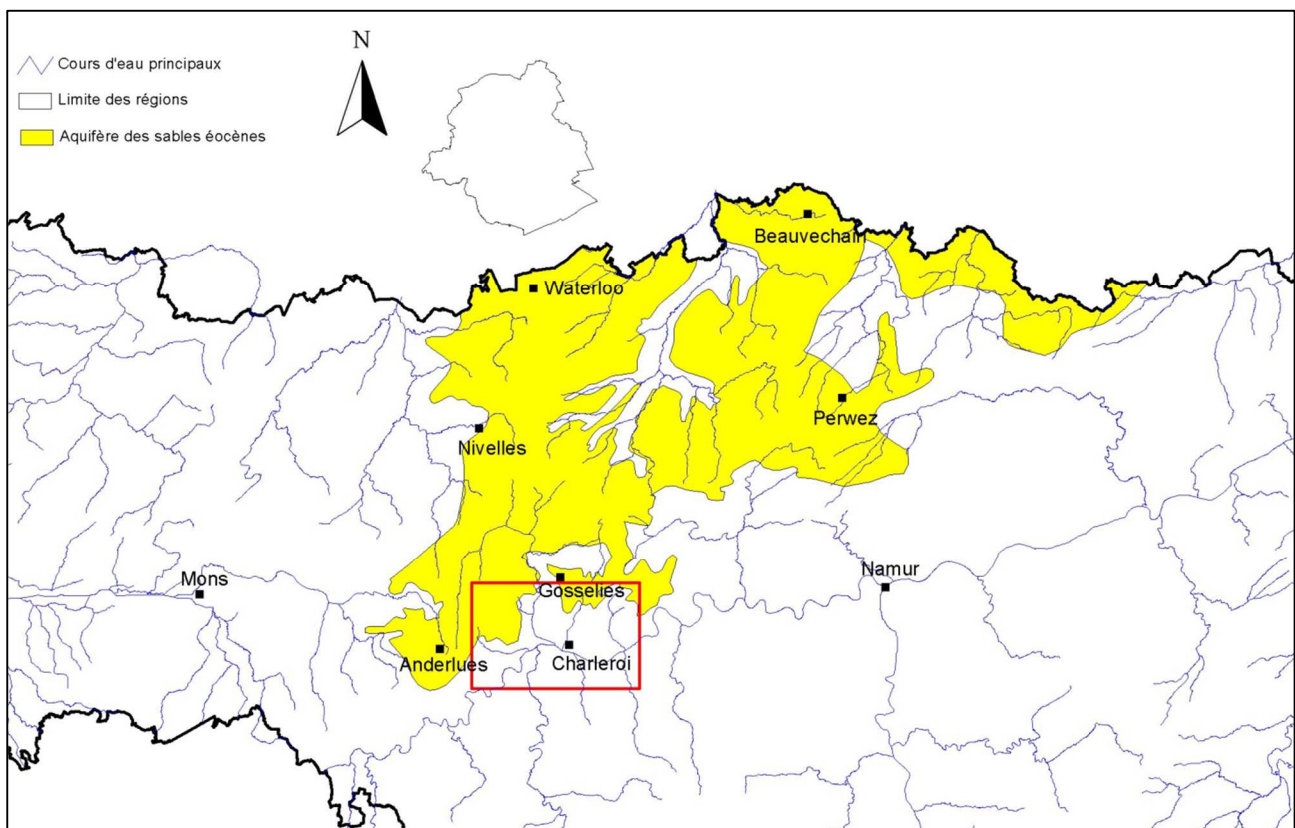 N
Cours d'eau principaux
Limite des régions
Aquifère des sables éocènes
Beauvechain
Waterloo
Perwez
Nivelles
Mons
Gosselies
Namur
Anderlues
Charleroi